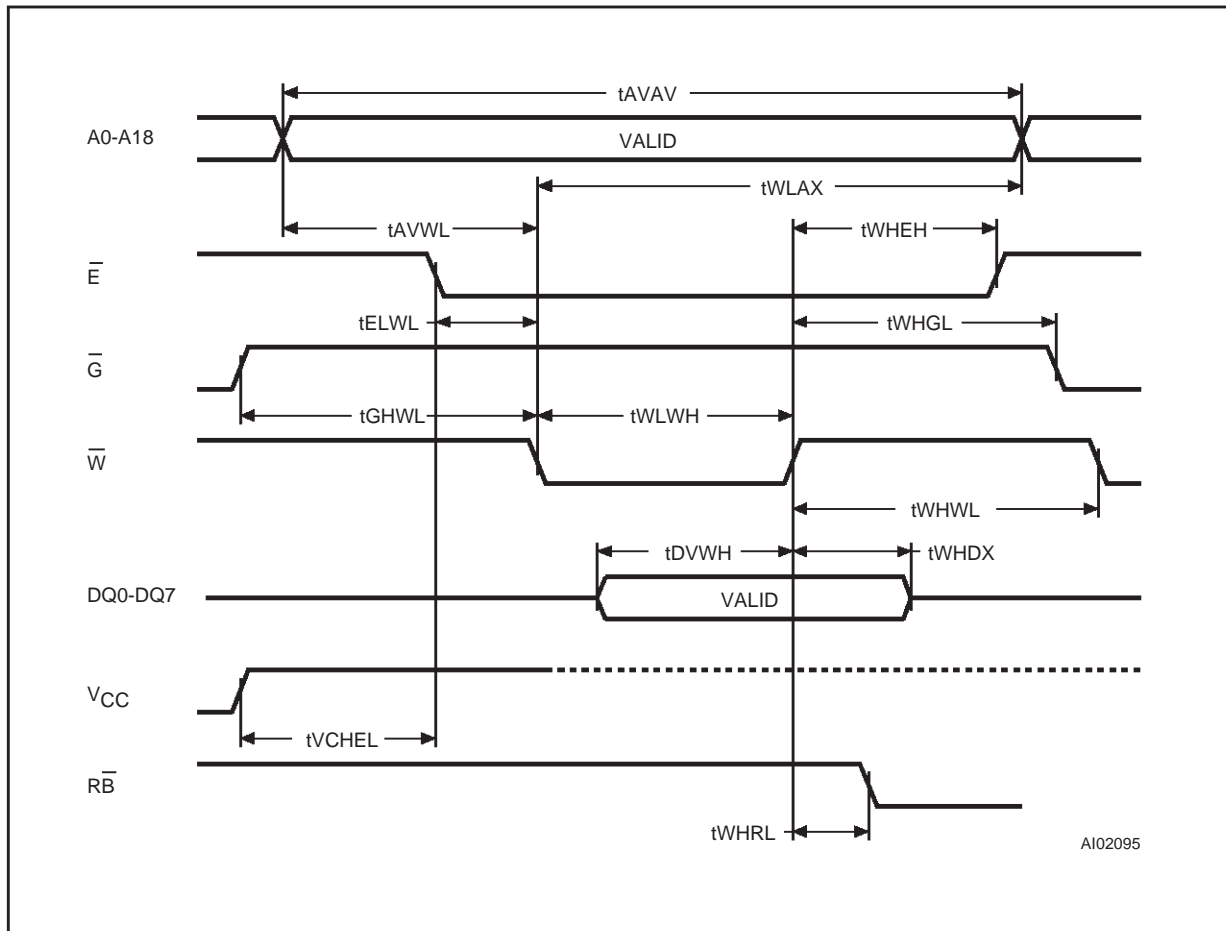 tAVAV
A0-A18
VALID
tWLAX
tAVWL
tWHEH
E̅
tELWL
tWHGL
G̅
tGHWL
tWLWH
W̅
tWHWL
tDVWH
tWHDX
DQ0-DQ7
VALID
VCC
tVCHEL
RB̅
tWHRL
AI02095